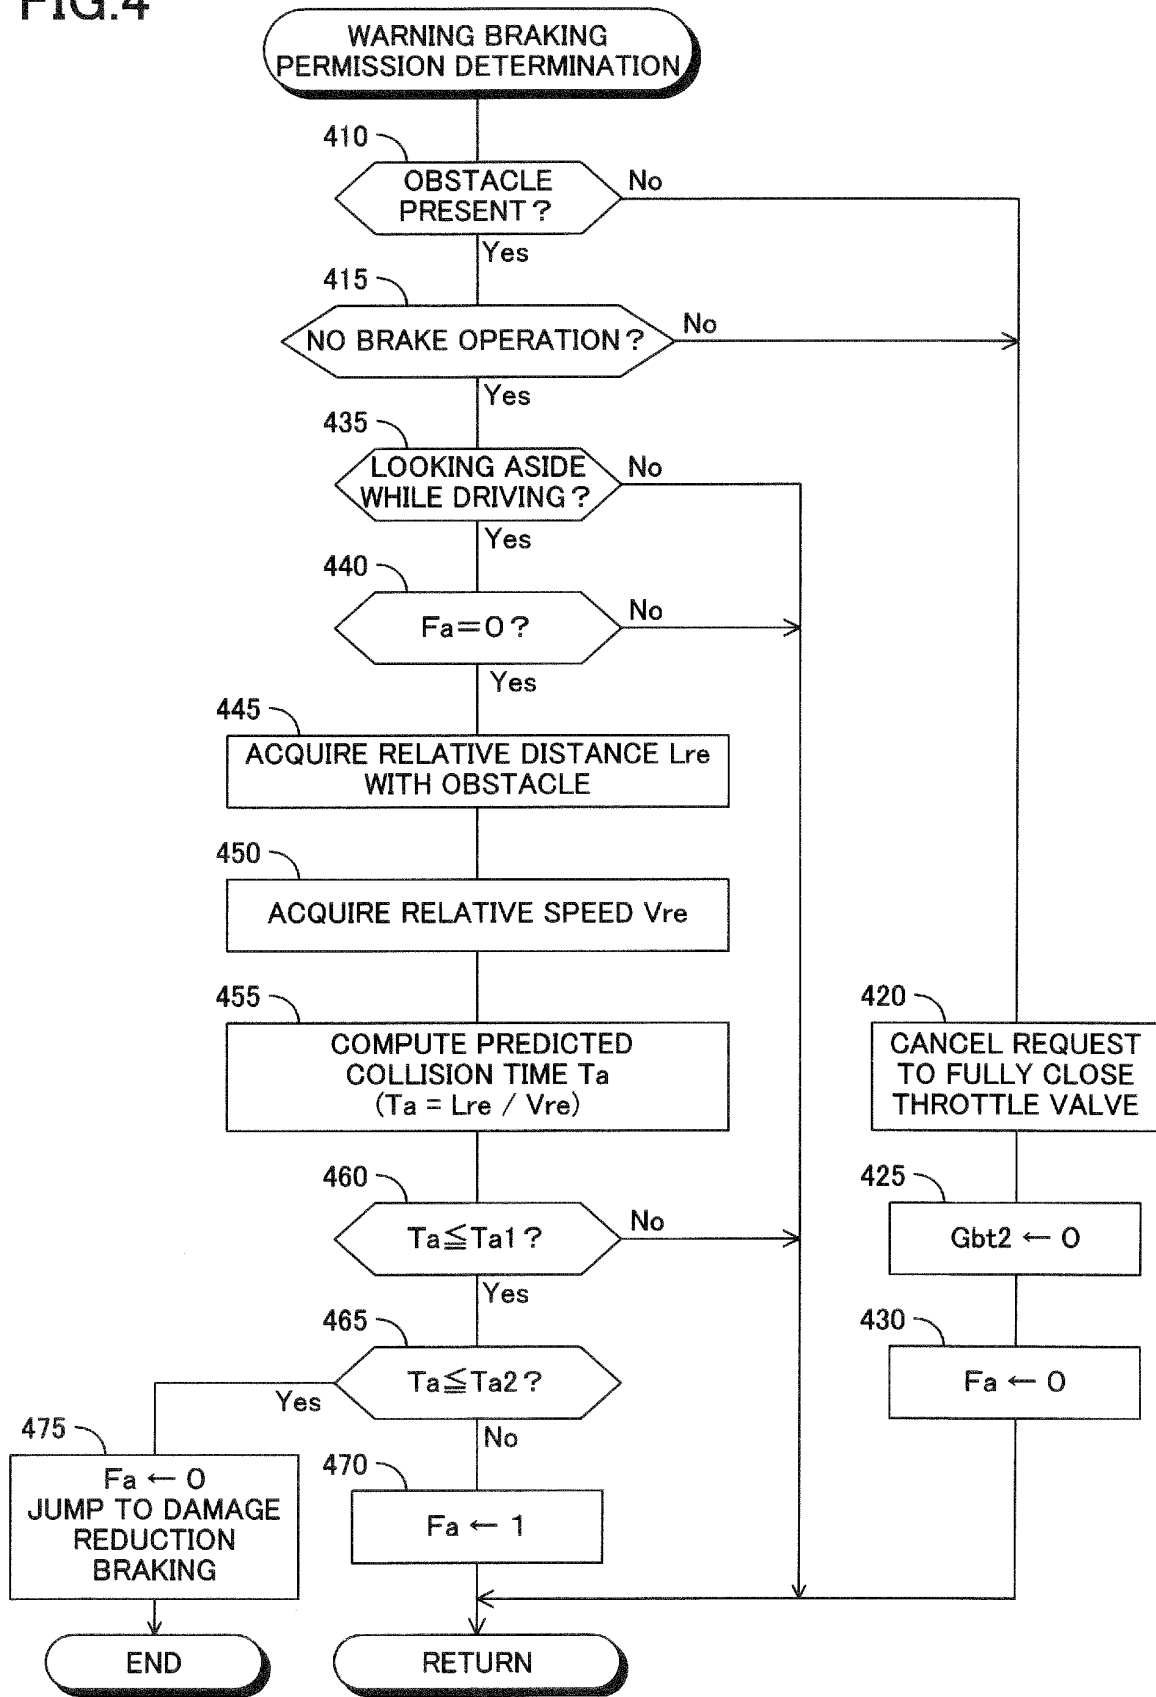 FIG.4
WARNING BRAKING
PERMISSION DETERMINATION
410
OBSTACLE
PRESENT?
No
Yes
415
NO BRAKE OPERATION?
No
Yes
435
LOOKING ASIDE
WHILE DRIVING?
No
Yes
440
Fa=0?
No
Yes
445
ACQUIRE RELATIVE DISTANCE Lre
WITH OBSTACLE
450
ACQUIRE RELATIVE SPEED Vre
455
COMPUTE PREDICTED
COLLISION TIME Ta
(Ta = Lre / Vre)
420
CANCEL REQUEST
TO FULLY CLOSE
THROTTLE VALVE
460
Ta≦Ta1?
No
Yes
425
Gbt2 ← 0
465
Ta≦Ta2?
Yes
No
430
Fa ← 0
475
Fa ← 0
JUMP TO DAMAGE
REDUCTION
BRAKING
470
Fa ← 1
END
RETURN